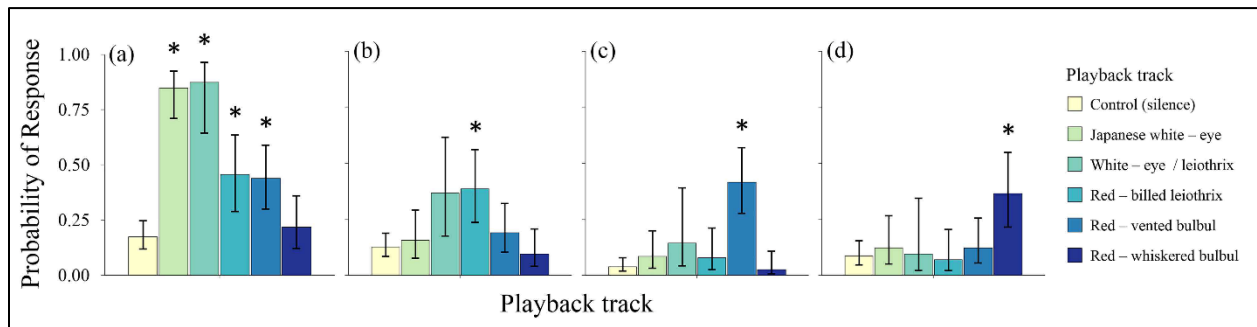 Probability of Response
1.00
0.75
0.50
0.25
0.00
(a)
* * * *
(b)
*
(c)
*
(d)
*
Playback track
Playback track
Control (silence)
Japanese white – eye
White – eye / leiothrix
Red – billed leiothrix
Red – vented bulbul
Red – whiskered bulbul